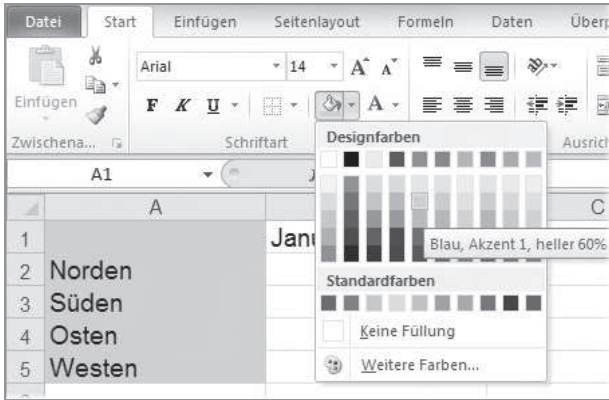 Datei Start Einfügen Seitenlayout Formeln Daten Überp
Arial 14 A A
Einfügen F K U A
Zwischena... Schriftart Ausrich
Designfarben
A1
A C
1 Janu
Blau, Akzent 1, heller 60%
2 Norden
Standardfarben
3 Süden
4 Osten
Keine Füllung
5 Westen
Weitere Farben...